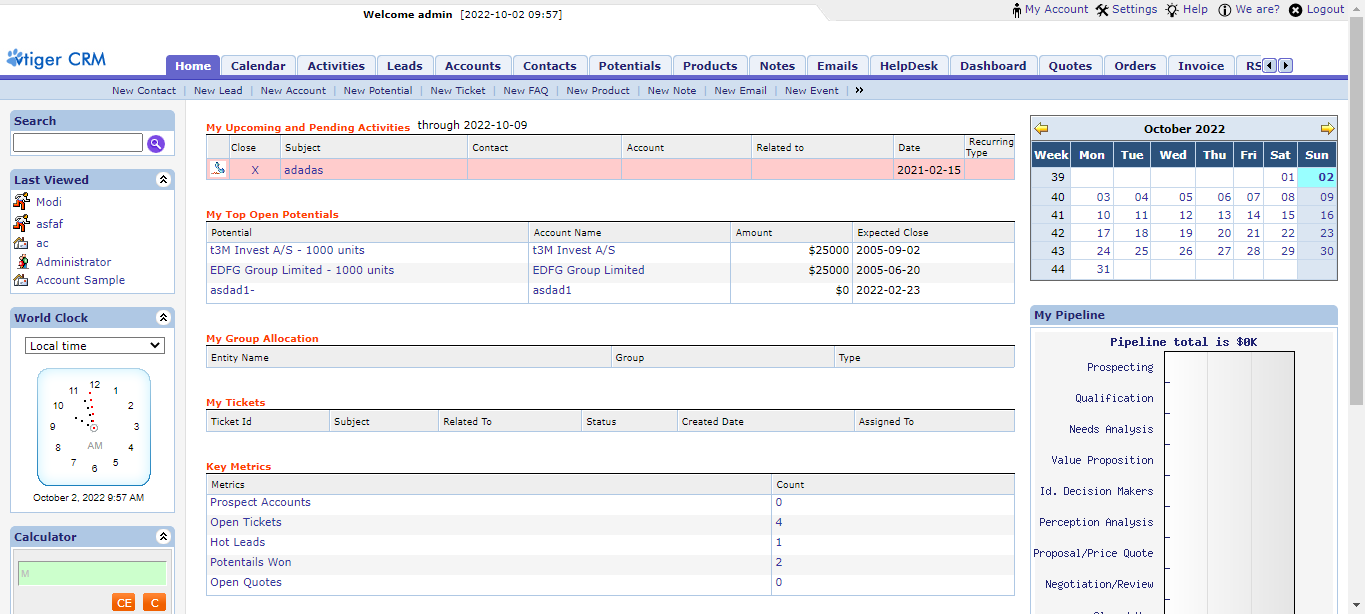 Welcome admin [2022-10-02 09:57]
My Account Settings Help We are? Logout
vtiger CRM
Home Calendar Activities Leads Accounts Contacts Potentials Products Notes Emails HelpDesk Dashboard Quotes Orders Invoice RS
New Contact New Lead New Account New Potential New Ticket New FAQ New Product New Note New Email New Event »
Search
Last Viewed
Modi
asfaf
ac
Administrator
Account Sample
World Clock
Local time
12
11 1
10 2
9 3
AM
8 4
7 5
6
October 2, 2022 9:57 AM
Calculator
M
CE C
My Upcoming and Pending Activities through 2022-10-09
Close Subject Contact Account Related to Date Recurring Type
X adadas 2021-02-15
My Top Open Potentials
Potential Account Name Amount Expected Close
t3M Invest A/S - 1000 units t3M Invest A/S $25000 2005-09-02
EDFG Group Limited - 1000 units EDFG Group Limited $25000 2005-06-20
asdad1- asdad1 $0 2022-02-23
My Group Allocation
Entity Name Group Type
My Tickets
Ticket Id Subject Related To Status Created Date Assigned To
Key Metrics
Metrics Count
Prospect Accounts 0
Open Tickets 4
Hot Leads 1
Potentails Won 2
Open Quotes 0
October 2022
Week Mon Tue Wed Thu Fri Sat Sun
39 01 02
40 03 04 05 06 07 08 09
41 10 11 12 13 14 15 16
42 17 18 19 20 21 22 23
43 24 25 26 27 28 29 30
44 31
My Pipeline
Pipeline total is $0K
Prospecting
Qualification
Needs Analysis
Value Proposition
Id. Decision Makers
Perception Analysis
Proposal/Price Quote
Negotiation/Review